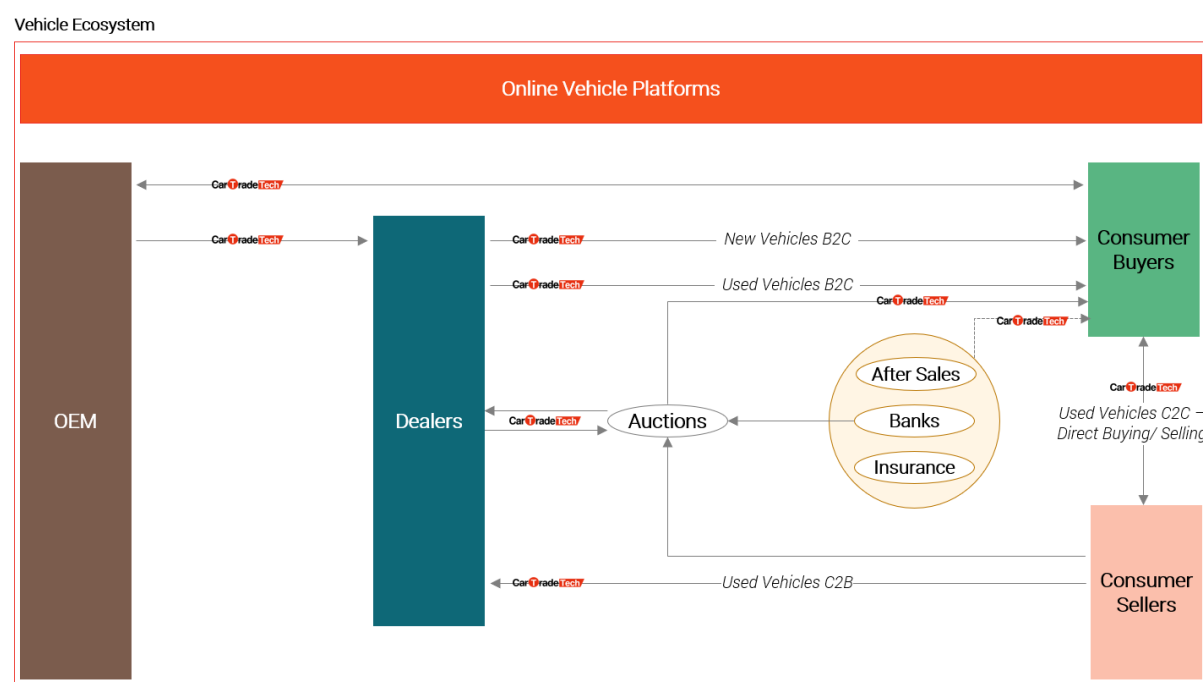 Vehicle Ecosystem
Online Vehicle Platforms
CarTradeTech
CarTradeTech
CarTradeTech
New Vehicles B2C
Consumer
Buyers
CarTradeTech
Used Vehicles B2C
CarTradeTech
CarTradeTech
After Sales
CarTradeTech
OEM
Dealers
CarTradeTech
Auctions
Banks
Used Vehicles C2C –
Direct Buying/ Selling
Insurance
CarTradeTech
Used Vehicles C2B
Consumer
Sellers